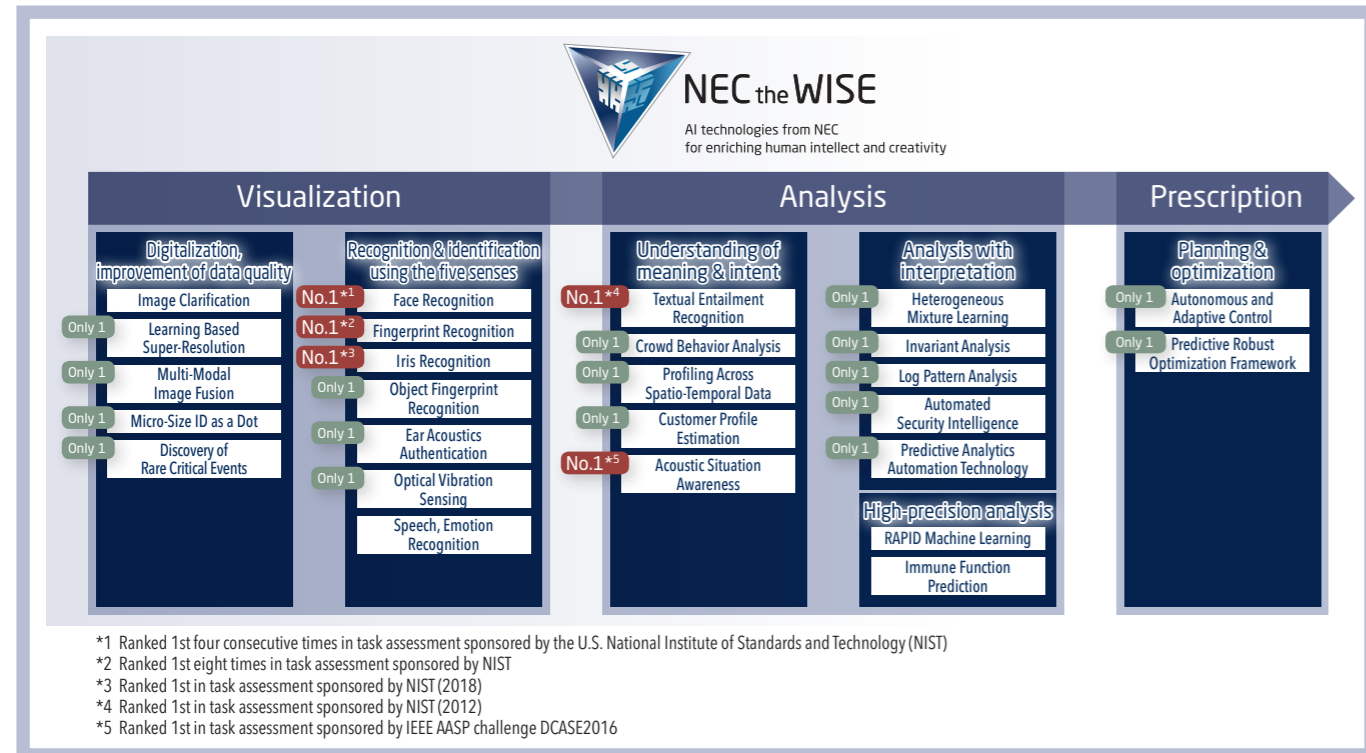 NEC the WISE
AI technologies from NEC
for enriching human intellect and creativity
Visualization
Digitalization,
improvement of data quality
Image Clarification
Only 1
Learning Based
Super-Resolution
Only 1
Multi-Modal
Image Fusion
Only 1
Micro-Size ID as a Dot
Only 1
Discovery of
Rare Critical Events
Recognition & identification
using the five senses
No.1*1
Face Recognition
No.1*2
Fingerprint Recognition
No.1*3
Iris Recognition
Only 1
Object Fingerprint
Recognition
Only 1
Ear Acoustics
Authentication
Only 1
Optical Vibration
Sensing
Speech, Emotion
Recognition
Analysis
Understanding of
meaning & intent
No.1*4
Textual Entailment
Recognition
Only 1
Crowd Behavior Analysis
Only 1
Profiling Across
Spatio-Temporal Data
Only 1
Customer Profile
Estimation
No.1*5
Acoustic Situation
Awareness
Analysis with
interpretation
Only 1
Heterogeneous
Mixture Learning
Only 1
Invariant Analysis
Only 1
Log Pattern Analysis
Only 1
Automated
Security Intelligence
Only 1
Predictive Analytics
Automation Technology
High-precision analysis
RAPID Machine Learning
Immune Function
Prediction
Prescription
Planning &
optimization
Only 1
Autonomous and
Adaptive Control
Only 1
Predictive Robust
Optimization Framework
*1 Ranked 1st four consecutive times in task assessment sponsored by the U.S. National Institute of Standards and Technology (NIST)
*2 Ranked 1st eight times in task assessment sponsored by NIST
*3 Ranked 1st in task assessment sponsored by NIST (2018)
*4 Ranked 1st in task assessment sponsored by NIST (2012)
*5 Ranked 1st in task assessment sponsored by IEEE AASP challenge DCASE2016